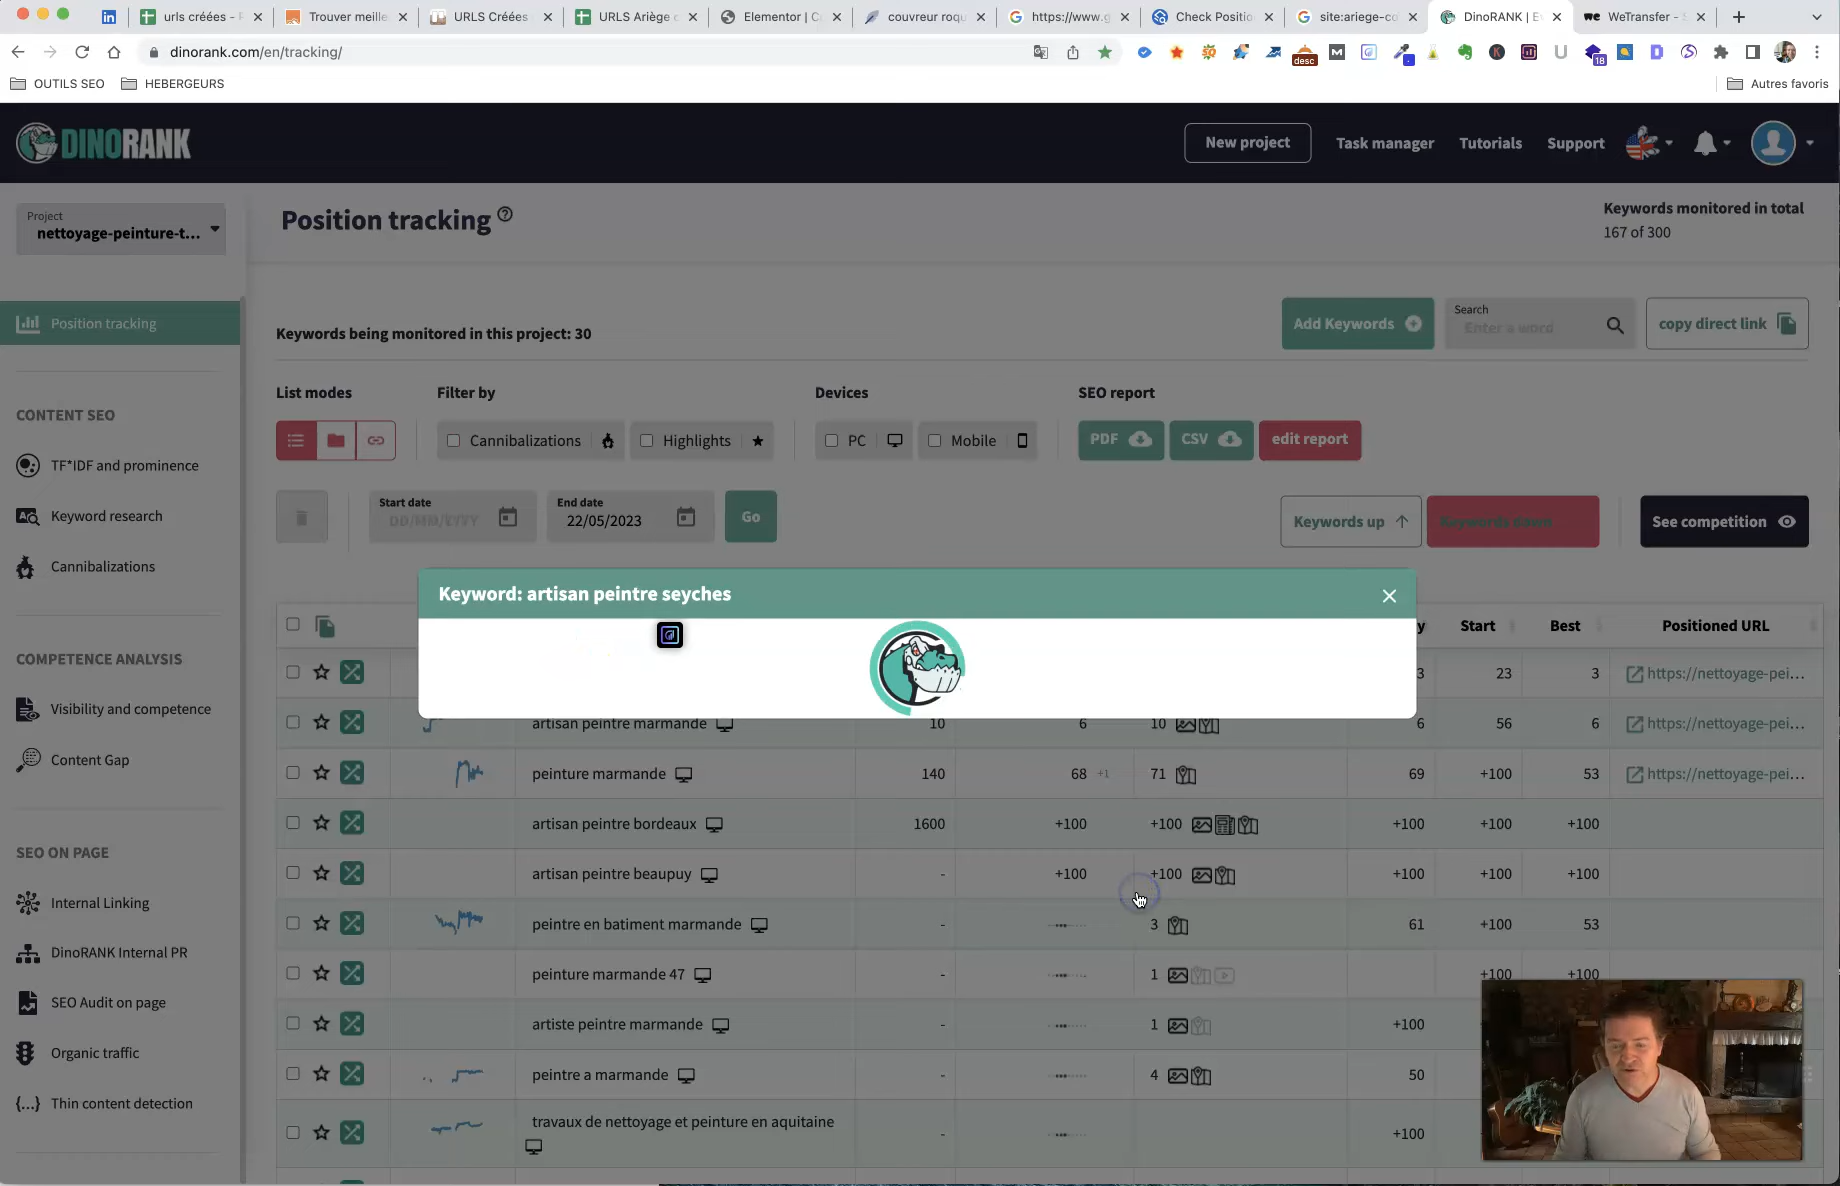 urls créées -
Trouver meille
URLS Créées
URLS Ariège
Elementor |
couvreur roqu
https://www.g
Check Positio
site:ariege-co
DinoRANK |
WeTransfer -
dinorank.com/en/tracking/
desc
18
OUTILS SEO
HEBERGEURS
Autres favoris
DINORANK
New project
Task manager
Tutorials
Support
Project
nettoyage-peinture-t...
Position tracking
Keywords monitored in total
167 of 300
Position tracking
Keywords being monitored in this project: 30
Add Keywords
Search
Enter a word
copy direct link
List modes
Filter by
Devices
SEO report
Cannibalizations
Highlights
PC
Mobile
PDF
CSV
edit report
Start date
DD/MM/YYYY
End date
22/05/2023
Go
Keywords up
Keywords down
See competition
CONTENT SEO
TF*IDF and prominence
Keyword research
Cannibalizations
COMPETENCE ANALYSIS
Visibility and competence
Content Gap
SEO ON PAGE
Internal Linking
DinoRANK Internal PR
SEO Audit on page
Organic traffic
{...} Thin content detection
Keyword: artisan peintre seyches
y Start Best Positioned URL
3 23 3 https://nettoyage-pei...
artisan peintre marmande 10 6 10 6 56 6 https://nettoyage-pei...
peinture marmande 140 68 +1 71 69 +100 53 https://nettoyage-pei...
artisan peintre bordeaux 1600 +100 +100 +100 +100 +100
artisan peintre beaupuy - +100 +100 +100 +100 +100
peintre en batiment marmande - 3 61 +100 53
peinture marmande 47 - 1 +100 +100
artiste peintre marmande - 1 +100
peintre a marmande - 4 50
travaux de nettoyage et peinture en aquitaine - +100